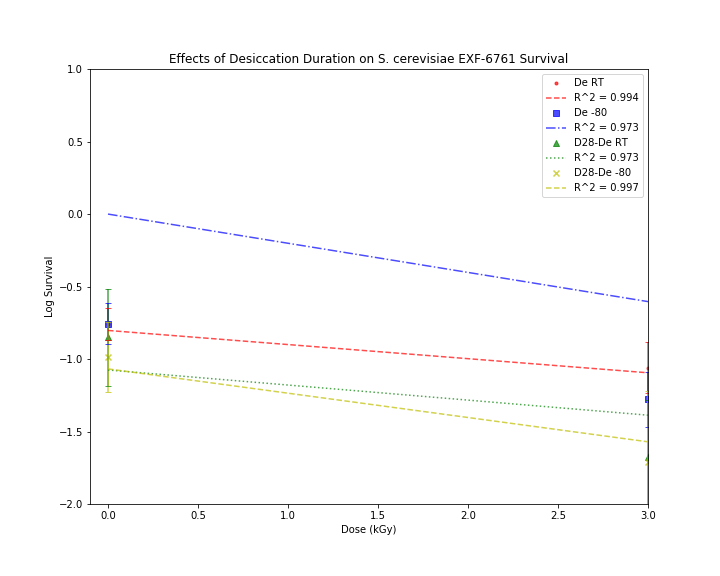 Effects of Desiccation Duration on S. cerevisiae EXF-6761 Survival
1.0
0.5
0.0
−0.5
−1.0
−1.5
−2.0
Log Survival
De RT
R^2 = 0.994
De -80
R^2 = 0.973
D28-De RT
R^2 = 0.973
D28-De -80
R^2 = 0.997
0.0 0.5 1.0 1.5 2.0 2.5 3.0
Dose (kGy)